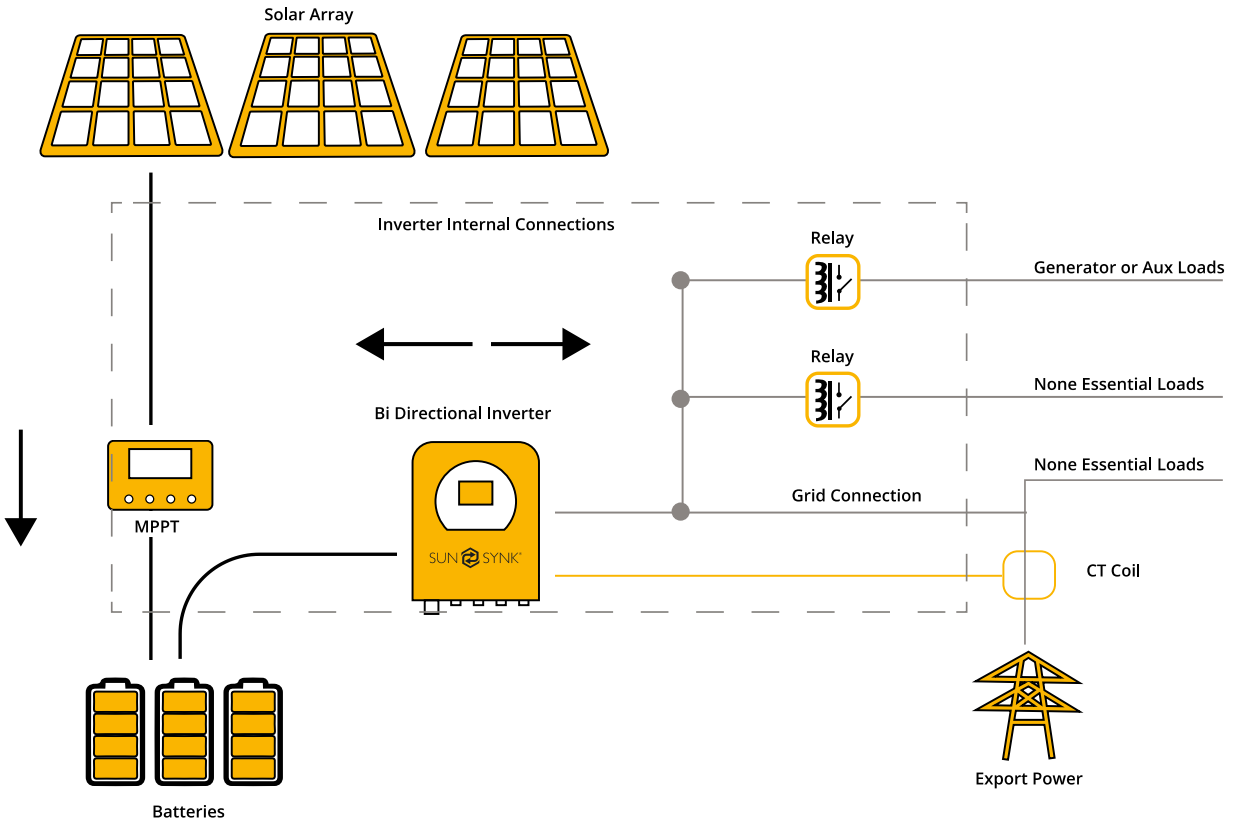 Solar Array
Inverter Internal Connections
Relay
Generator or Aux Loads
Relay
None Essential Loads
Bi Directional Inverter
None Essential Loads
Grid Connection
MPPT
SUN SYNK
CT Coil
Export Power
Batteries